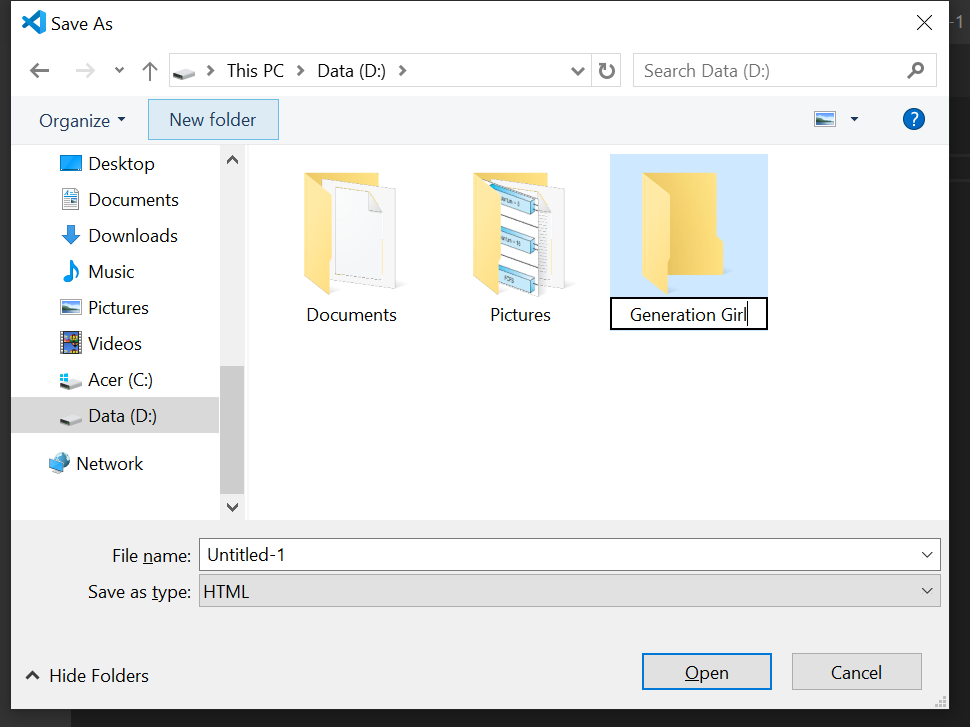 Save As
-1
This PC
Data (D:)
Search Data (D:)
Organize
New folder
?
Desktop
Documents
Downloads
Music
Pictures
Videos
Acer (C:)
Data (D:)
Network
Documents
Pictures
Generation Girl
File name:
Untitled-1
Save as type:
HTML
Hide Folders
Open
Cancel